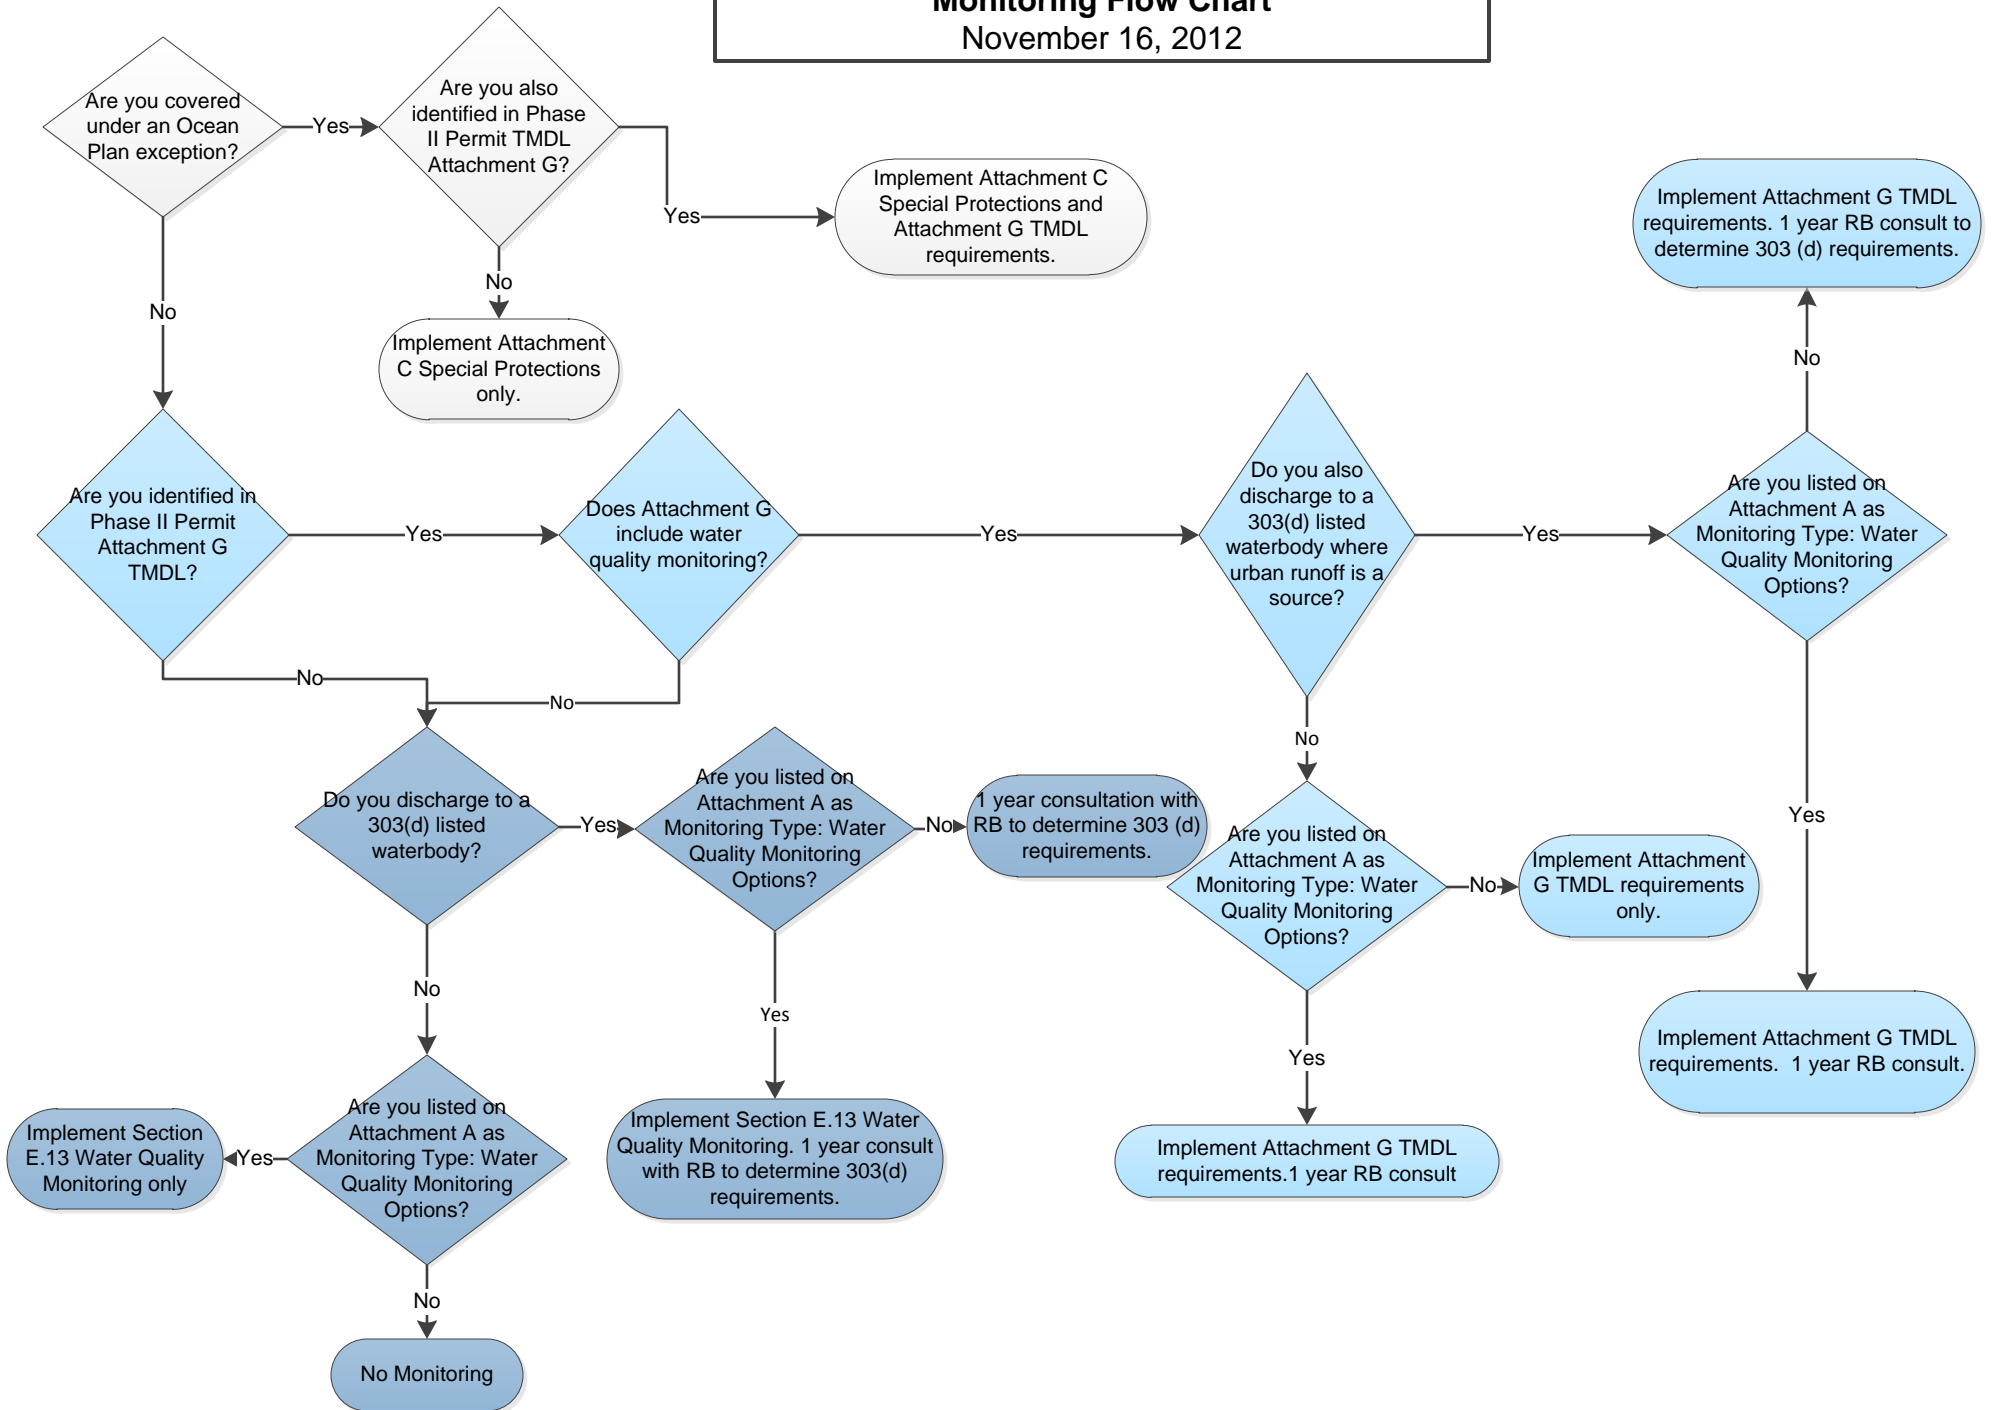 Monitoring Flow Chart
November 16, 2012
Are you covered
under an Ocean
Plan exception?
Yes
Are you also
identified in Phase
II Permit TMDL
Attachment G?
Yes
Implement Attachment C
Special Protections and
Attachment G TMDL
requirements.
No
Implement Attachment
C Special Protections
only.
No
Implement Attachment G TMDL
requirements. 1 year RB consult to
determine 303 (d) requirements.
No
Are you identified in
Phase II Permit
Attachment G
TMDL?
Yes
Does Attachment G
include water
quality monitoring?
Yes
Do you also
discharge to a
303(d) listed
waterbody where
urban runoff is a
source?
Yes
Are you listed on
Attachment A as
Monitoring Type: Water
Quality Monitoring
Options?
No
No
No
Yes
Do you discharge to a
303(d) listed
waterbody?
Yes
Are you listed on
Attachment A as
Monitoring Type: Water
Quality Monitoring
Options?
No
1 year consultation with
RB to determine 303 (d)
requirements.
Are you listed on
Attachment A as
Monitoring Type: Water
Quality Monitoring
Options?
No
Implement Attachment
G TMDL requirements
only.
No
Yes
Yes
Implement Attachment G TMDL
requirements.  1 year RB consult.
Implement Section
E.13 Water Quality
Monitoring only
Yes
Are you listed on
Attachment A as
Monitoring Type: Water
Quality Monitoring
Options?
Implement Section E.13 Water
Quality Monitoring. 1 year consult
with RB to determine 303(d)
requirements.
Implement Attachment G TMDL
requirements.1 year RB consult
No
No Monitoring